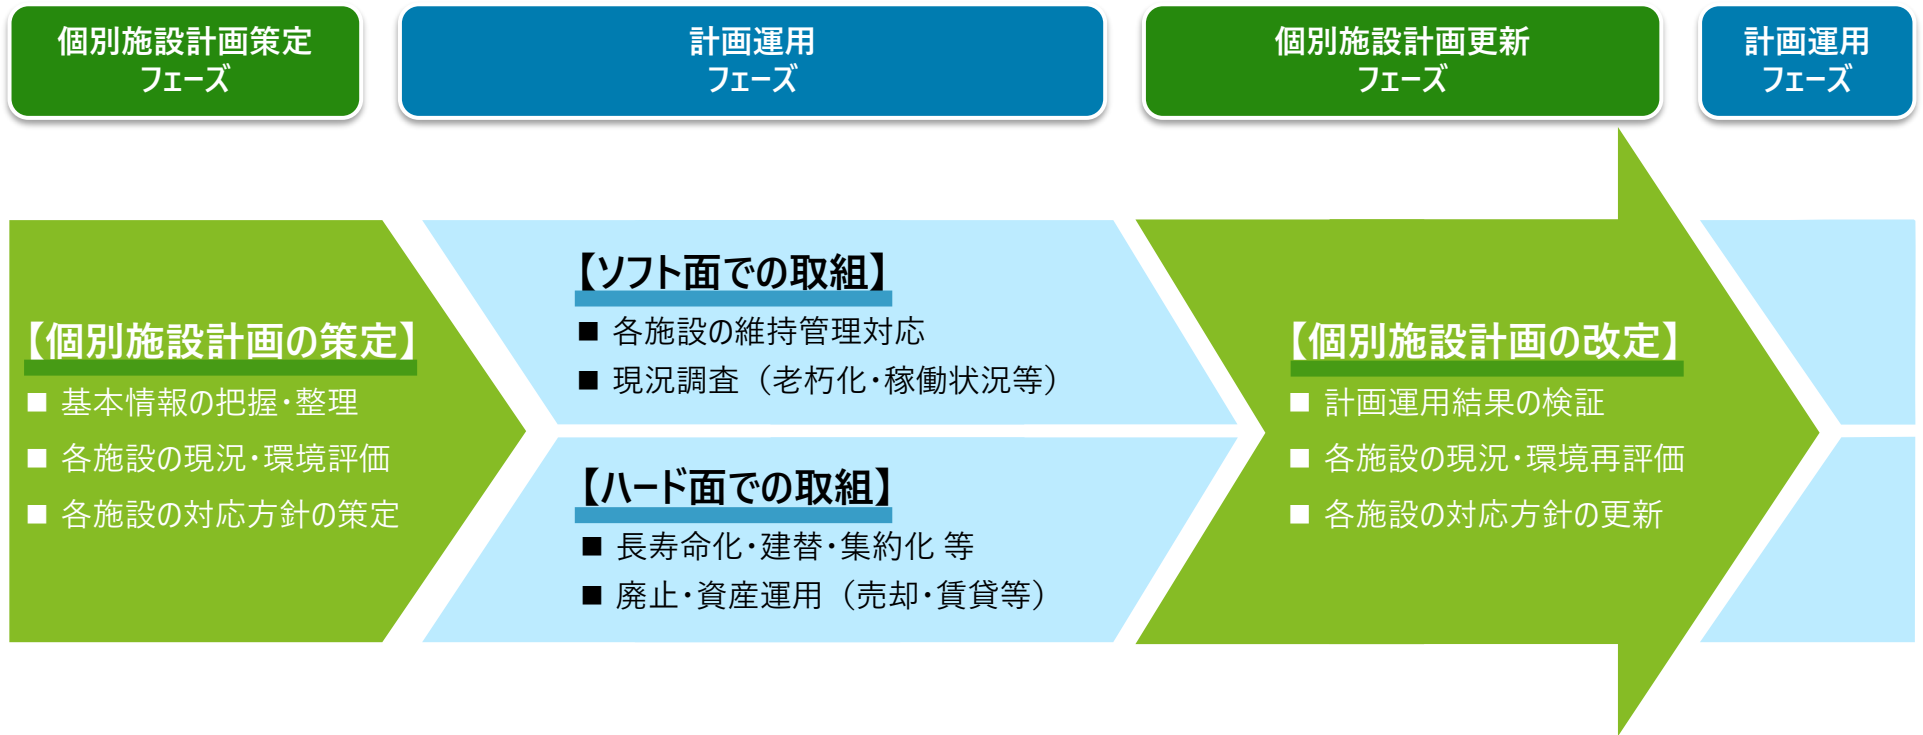 個別施設計画策定
フェーズ
計画運用
フェーズ
個別施設計画更新
フェーズ
計画運用
フェーズ
【個別施設計画の策定】
■ 基本情報の把握・整理
■ 各施設の現況・環境評価
■ 各施設の対応方針の策定
【ソフト面での取組】
■ 各施設の維持管理対応
■ 現況調査（老朽化・稼働状況等）
【ハード面での取組】
■ 長寿命化・建替・集約化 等
■ 廃止・資産運用（売却・賃貸等）
【個別施設計画の改定】
■ 計画運用結果の検証
■ 各施設の現況・環境再評価
■ 各施設の対応方針の更新